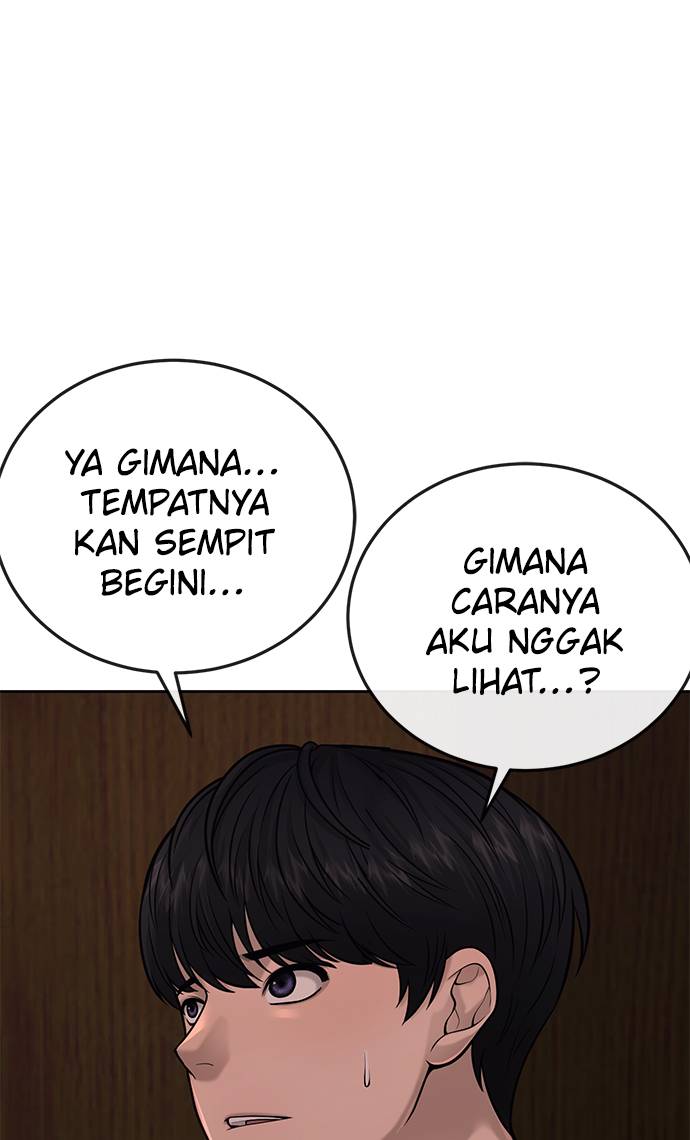 YA GIMANA...
TEMPATNYA
KAN SEMPIT
BEGINI...
GIMANA
CARANYA
AKU NGGAK
LIHAT...?